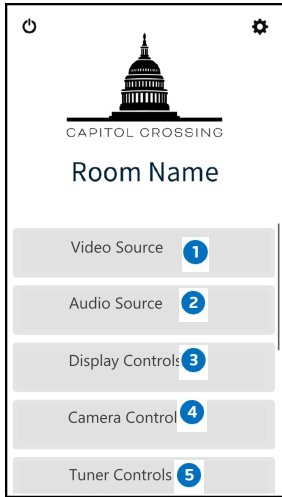 CAPITOL CROSSING
Room Name
Video Source 1
Audio Source 2
Display Controls 3
Camera Control 4
Tuner Controls 5